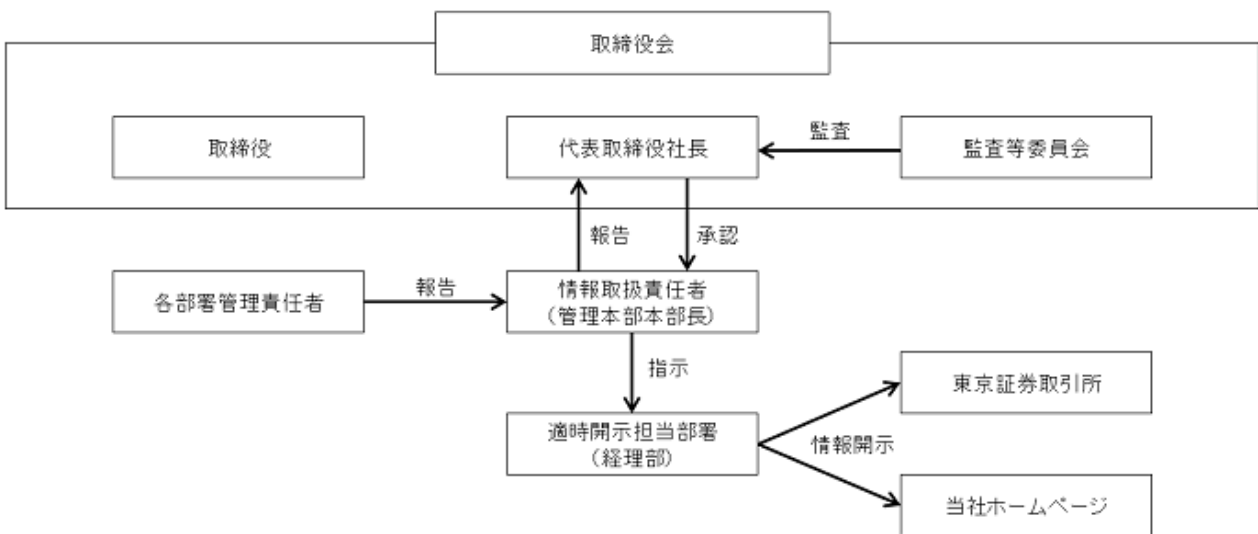 取締役会
取締役
代表取締役社長
監査
監査等委員会
報告
承認
各部署管理責任者
報告
情報取扱責任者
（管理本部本部長）
指示
東京証券取引所
適時開示担当部署
（経理部）
情報開示
当社ホームページ